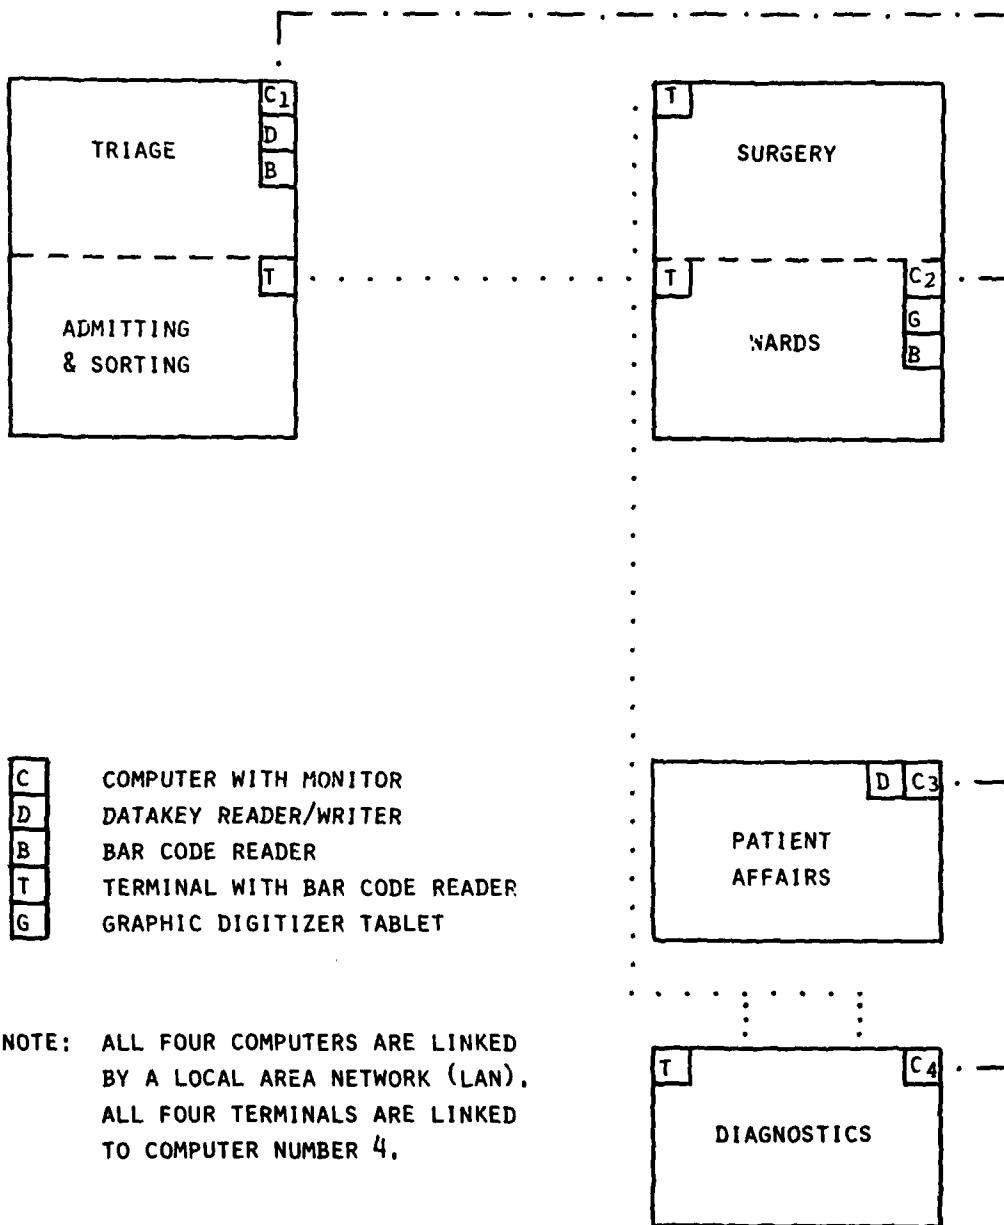 C1
D
B
TRIAGE
T
ADMITTING
& SORTING
T
SURGERY
T
C2
G
B
WARDS
C COMPUTER WITH MONITOR
D DATAKEY READER/WRITER
B BAR CODE READER
T TERMINAL WITH BAR CODE READER
G GRAPHIC DIGITIZER TABLET
D C3
PATIENT
AFFAIRS
NOTE: ALL FOUR COMPUTERS ARE LINKED
BY A LOCAL AREA NETWORK (LAN).
ALL FOUR TERMINALS ARE LINKED
TO COMPUTER NUMBER 4.
T C4
DIAGNOSTICS